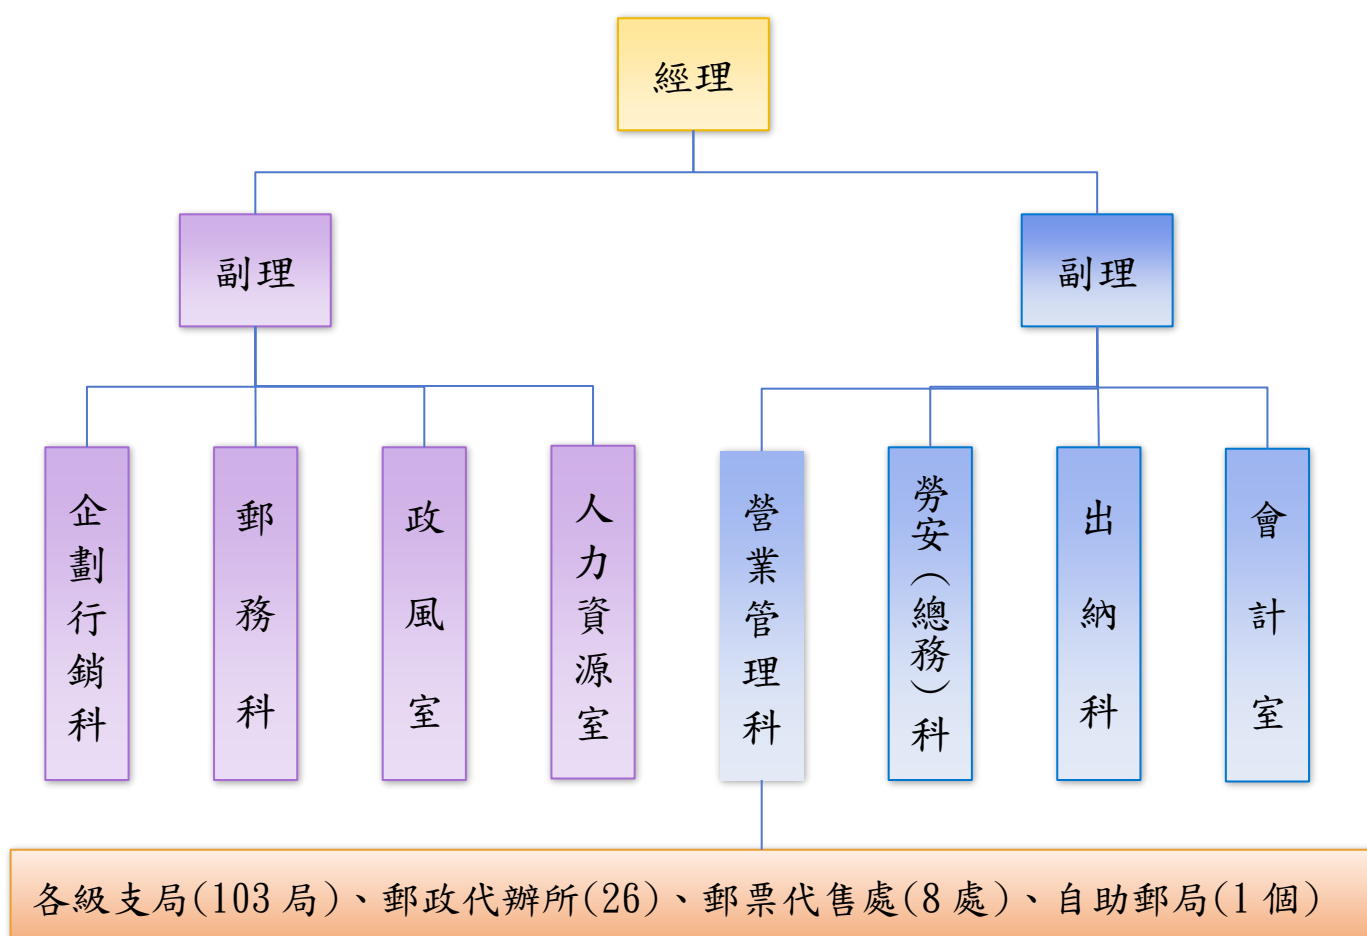 經理
副理
副理
企劃行銷科
郵務科
政風室
人力資源室
營業管理科
勞安(總務)科
出納科
會計室
各級支局(103局)、郵政代辦所(26)、郵票代售處(8處)、自助郵局(1個)